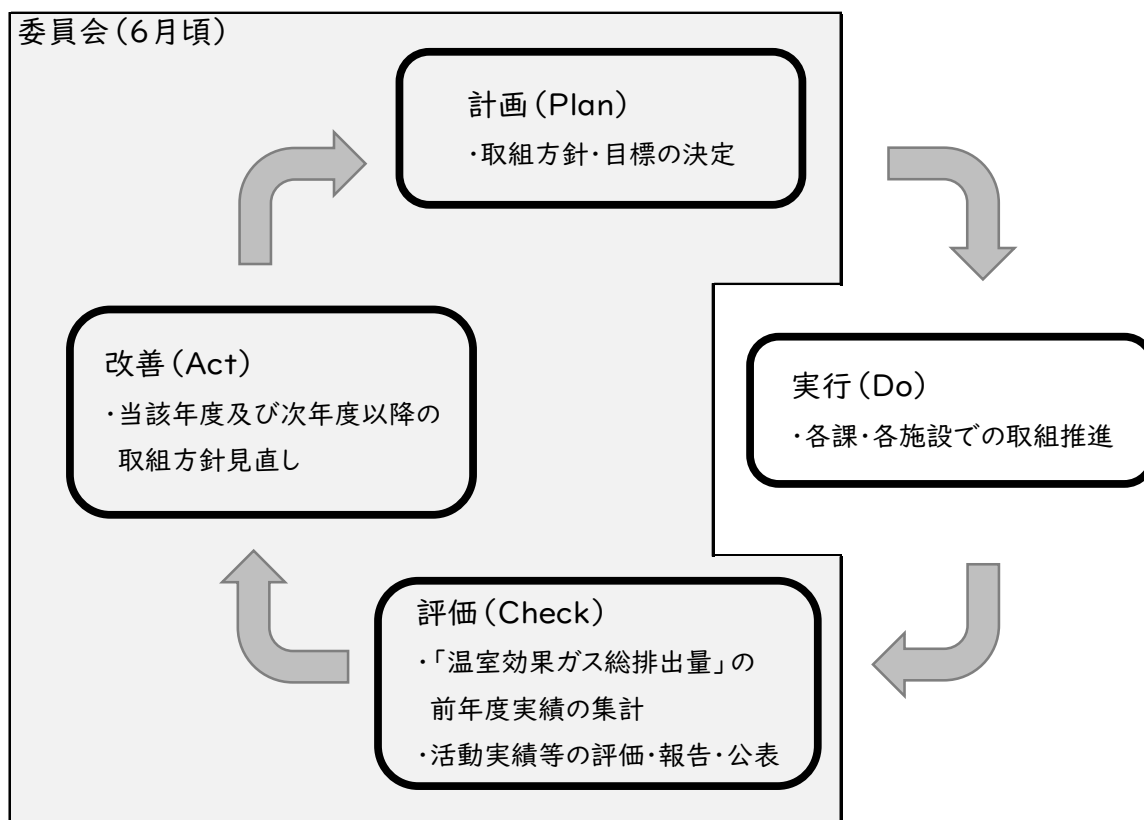 委員会(6月頃)
計画(Plan)
・取組方針・目標の決定
実行(Do)
・各課・各施設での取組推進
評価(Check)
・「温室効果ガス総排出量」の
前年度実績の集計
・活動実績等の評価・報告・公表
改善(Act)
・当該年度及び次年度以降の
取組方針見直し